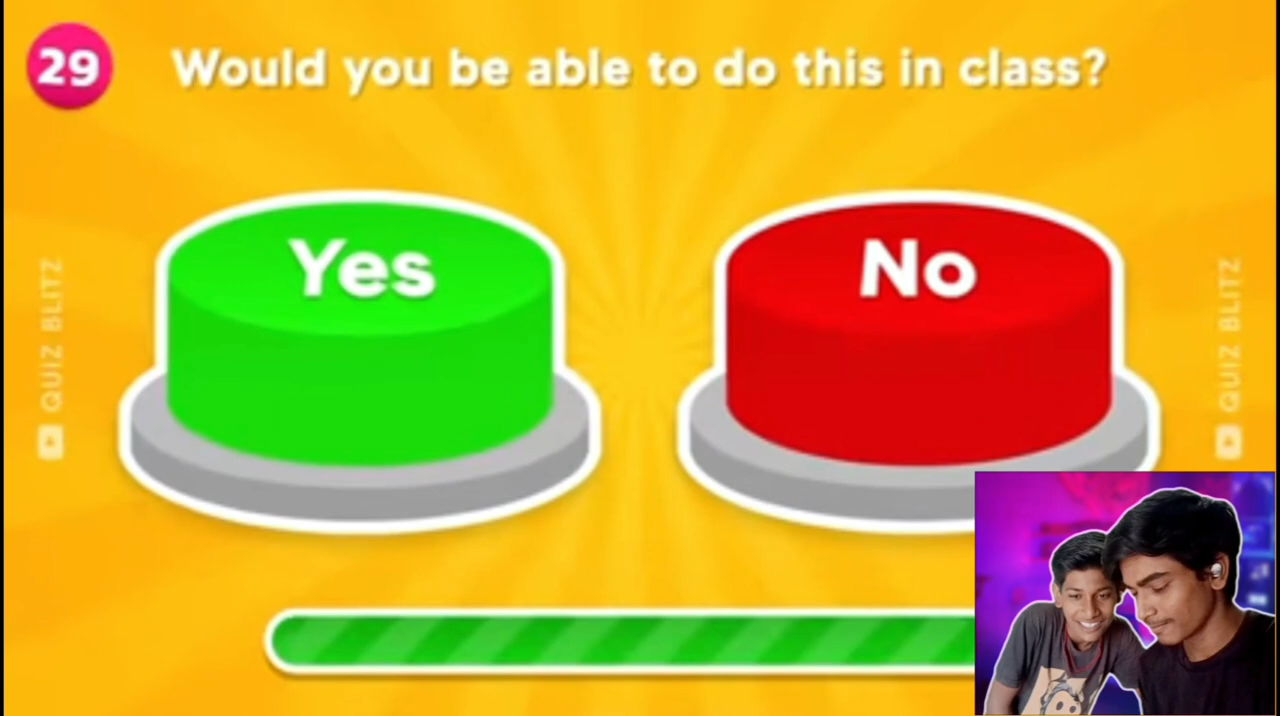 29
Would you be able to do this in class?
Yes
No
QUIZ BLITZ
QUIZ BLITZ